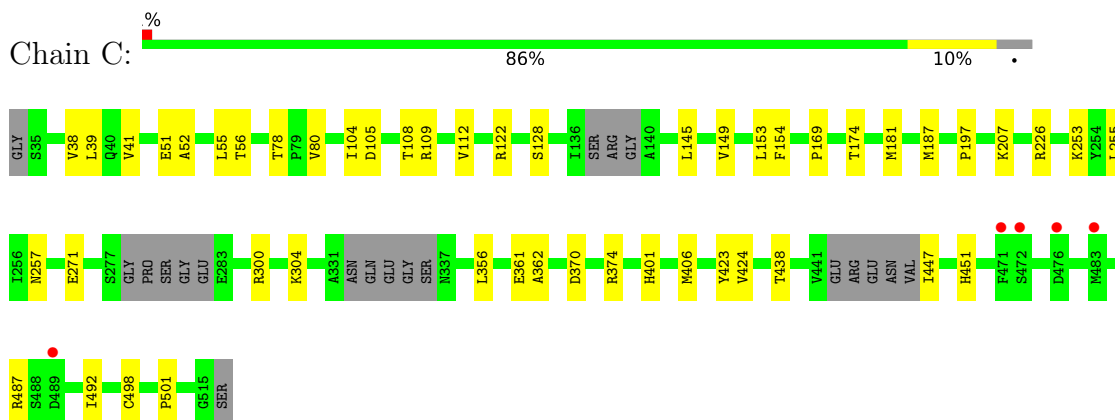 .%
Chain C:
86% 10% •
GLY S35 V38 L39 Q40 V41 E51 A52 L55 T56 T78 P79 V80 I104 D105 T108 R109 V112 R122 S128 I136 SER ARG GLY A140 L145 V149 L153 F154 P169 T174 M181 M187 P197 K207 R226 K253 Y254 L255
I256 N257 E271 S277 GLY PRO SER GLY GLU E283 R300 K304 A331 ASN GLN GLU GLY SER N337 L356 E361 A362 D370 R374 H401 M406 Y423 V424 T438 V441 GLU ARG GLU ASN VAL I447 H451 F471 S472 D476 M483
R487 S488 D489 I492 C498 P501 G515 SER